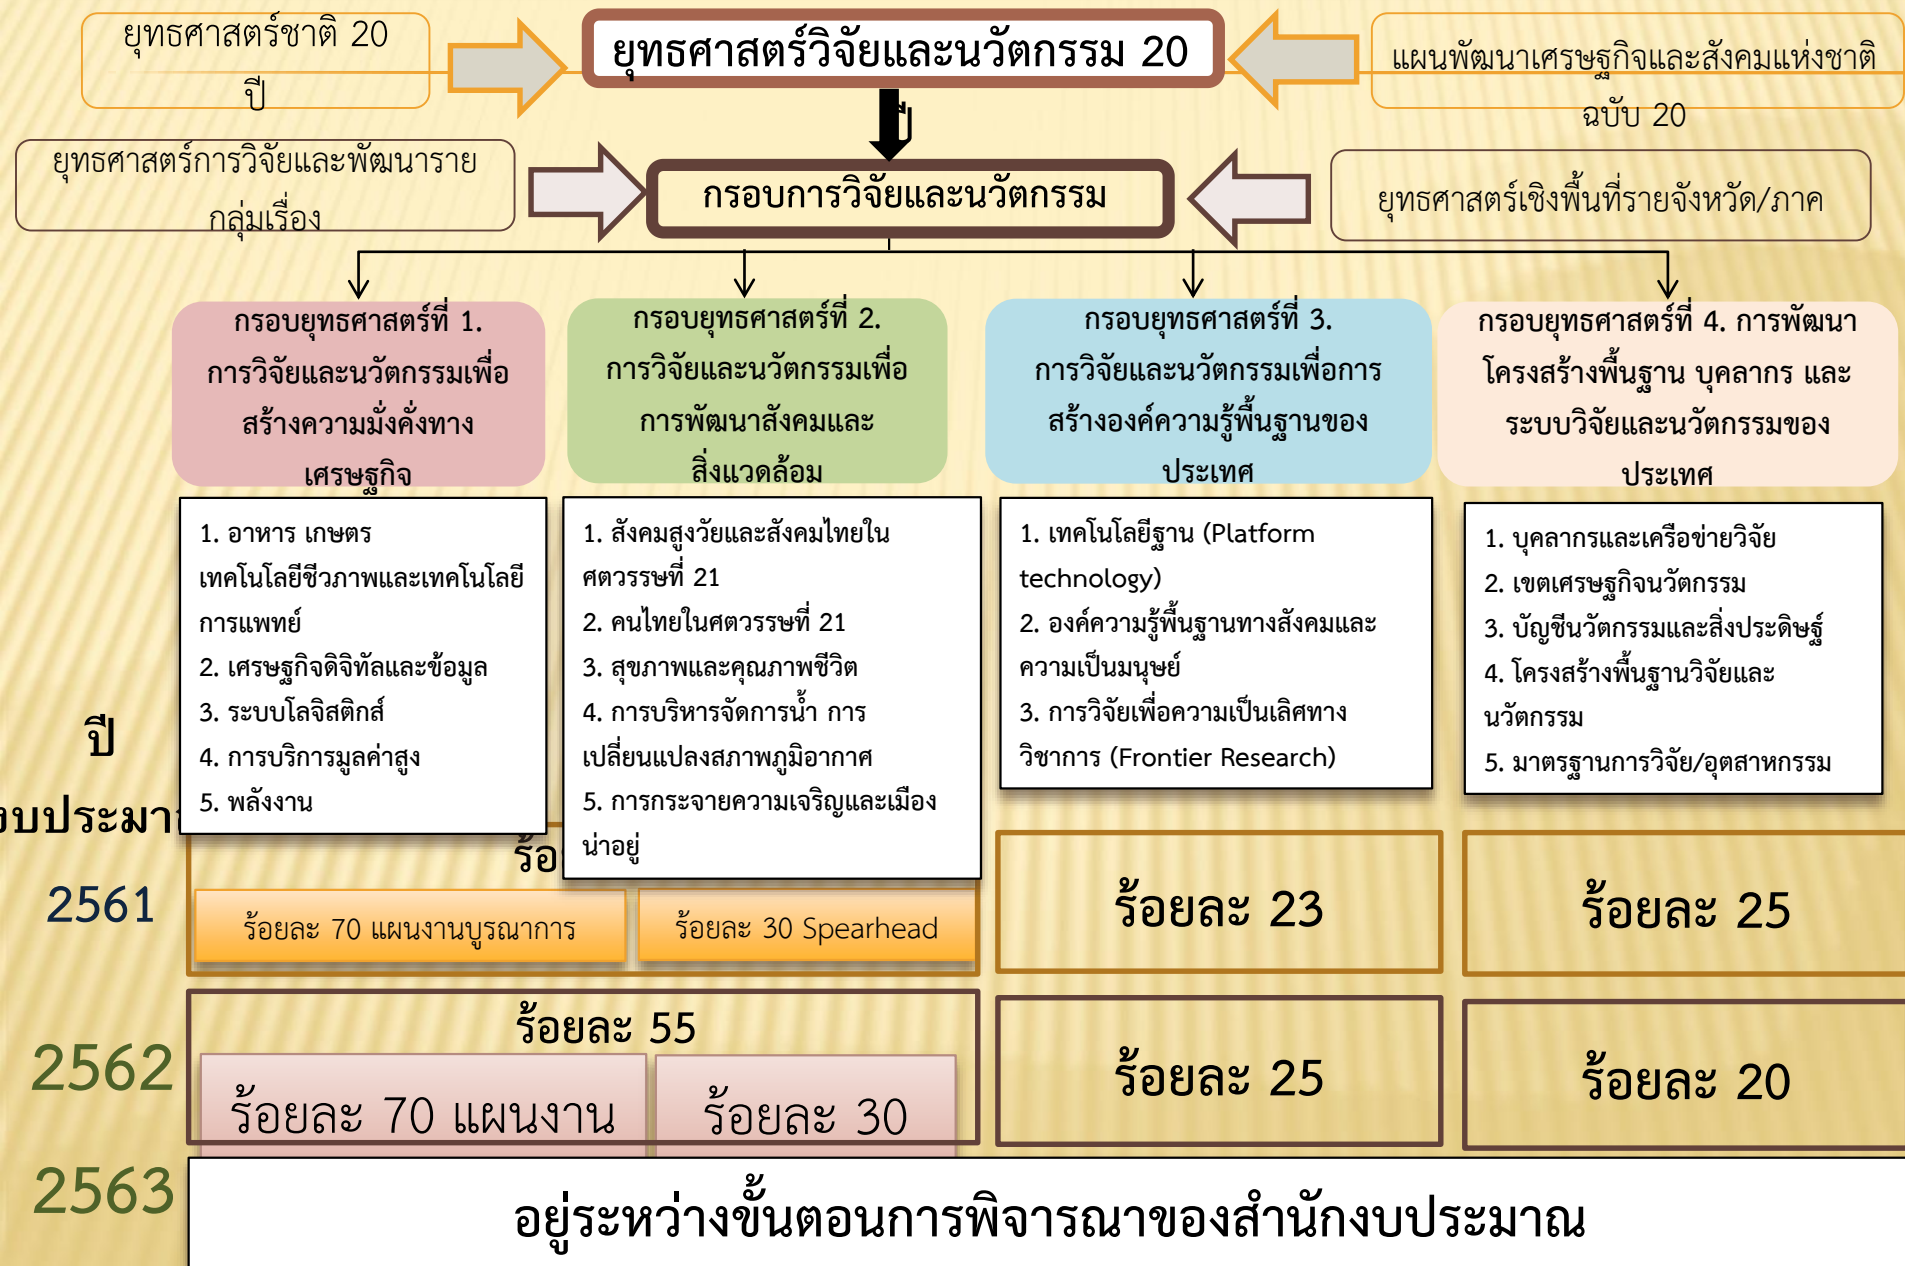 ยุทธศาสตร์ชาติ 20
ปี
ยุทธศาสตร์วิจัยและนวัตกรรม 20
ปี
แผนพัฒนาเศรษฐกิจและสังคมแห่งชาติ
ฉบับ 20
ยุทธศาสตร์การวิจัยและพัฒนาราย
กลุ่มเรื่อง
กรอบการวิจัยและนวัตกรรม
ยุทธศาสตร์เชิงพื้นที่รายจังหวัด/ภาค
กรอบยุทธศาสตร์ที่ 1.
การวิจัยและนวัตกรรมเพื่อ
สร้างความมั่งคั่งทาง
เศรษฐกิจ
กรอบยุทธศาสตร์ที่ 2.
การวิจัยและนวัตกรรมเพื่อ
การพัฒนาสังคมและ
สิ่งแวดล้อม
กรอบยุทธศาสตร์ที่ 3.
การวิจัยและนวัตกรรมเพื่อการ
สร้างองค์ความรู้พื้นฐานของ
ประเทศ
กรอบยุทธศาสตร์ที่ 4. การพัฒนา
โครงสร้างพื้นฐาน บุคลากร และ
ระบบวิจัยและนวัตกรรมของ
ประเทศ
1. อาหาร เกษตร
เทคโนโลยีชีวภาพและเทคโนโลยี
การแพทย์
2. เศรษฐกิจดิจิทัลและข้อมูล
3. ระบบโลจิสติกส์
4. การบริการมูลค่าสูง
5. พลังงาน
1. สังคมสูงวัยและสังคมไทยใน
ศตวรรษที่ 21
2. คนไทยในศตวรรษที่ 21
3. สุขภาพและคุณภาพชีวิต
4. การบริหารจัดการน้ำ การ
เปลี่ยนแปลงสภาพภูมิอากาศ
5. การกระจายความเจริญและเมือง
น่าอยู่
1. เทคโนโลยีฐาน (Platform
technology)
2. องค์ความรู้พื้นฐานทางสังคมและ
ความเป็นมนุษย์
3. การวิจัยเพื่อความเป็นเลิศทาง
วิชาการ (Frontier Research)
1. บุคลากรและเครือข่ายวิจัย
2. เขตเศรษฐกิจนวัตกรรม
3. บัญชีนวัตกรรมและสิ่งประดิษฐ์
4. โครงสร้างพื้นฐานวิจัยและ
นวัตกรรม
5. มาตรฐานการวิจัย/อุตสาหกรรม
ปี
งบประมา
2561
ร้อ
ร้อยละ 70 แผนงานบูรณาการ
ร้อยละ 30 Spearhead
ร้อยละ 23
ร้อยละ 25
2562
ร้อยละ 55
ร้อยละ 70 แผนงาน
ร้อยละ 30
ร้อยละ 25
ร้อยละ 20
2563
อยู่ระหว่างขั้นตอนการพิจารณาของสำนักงบประมาณ